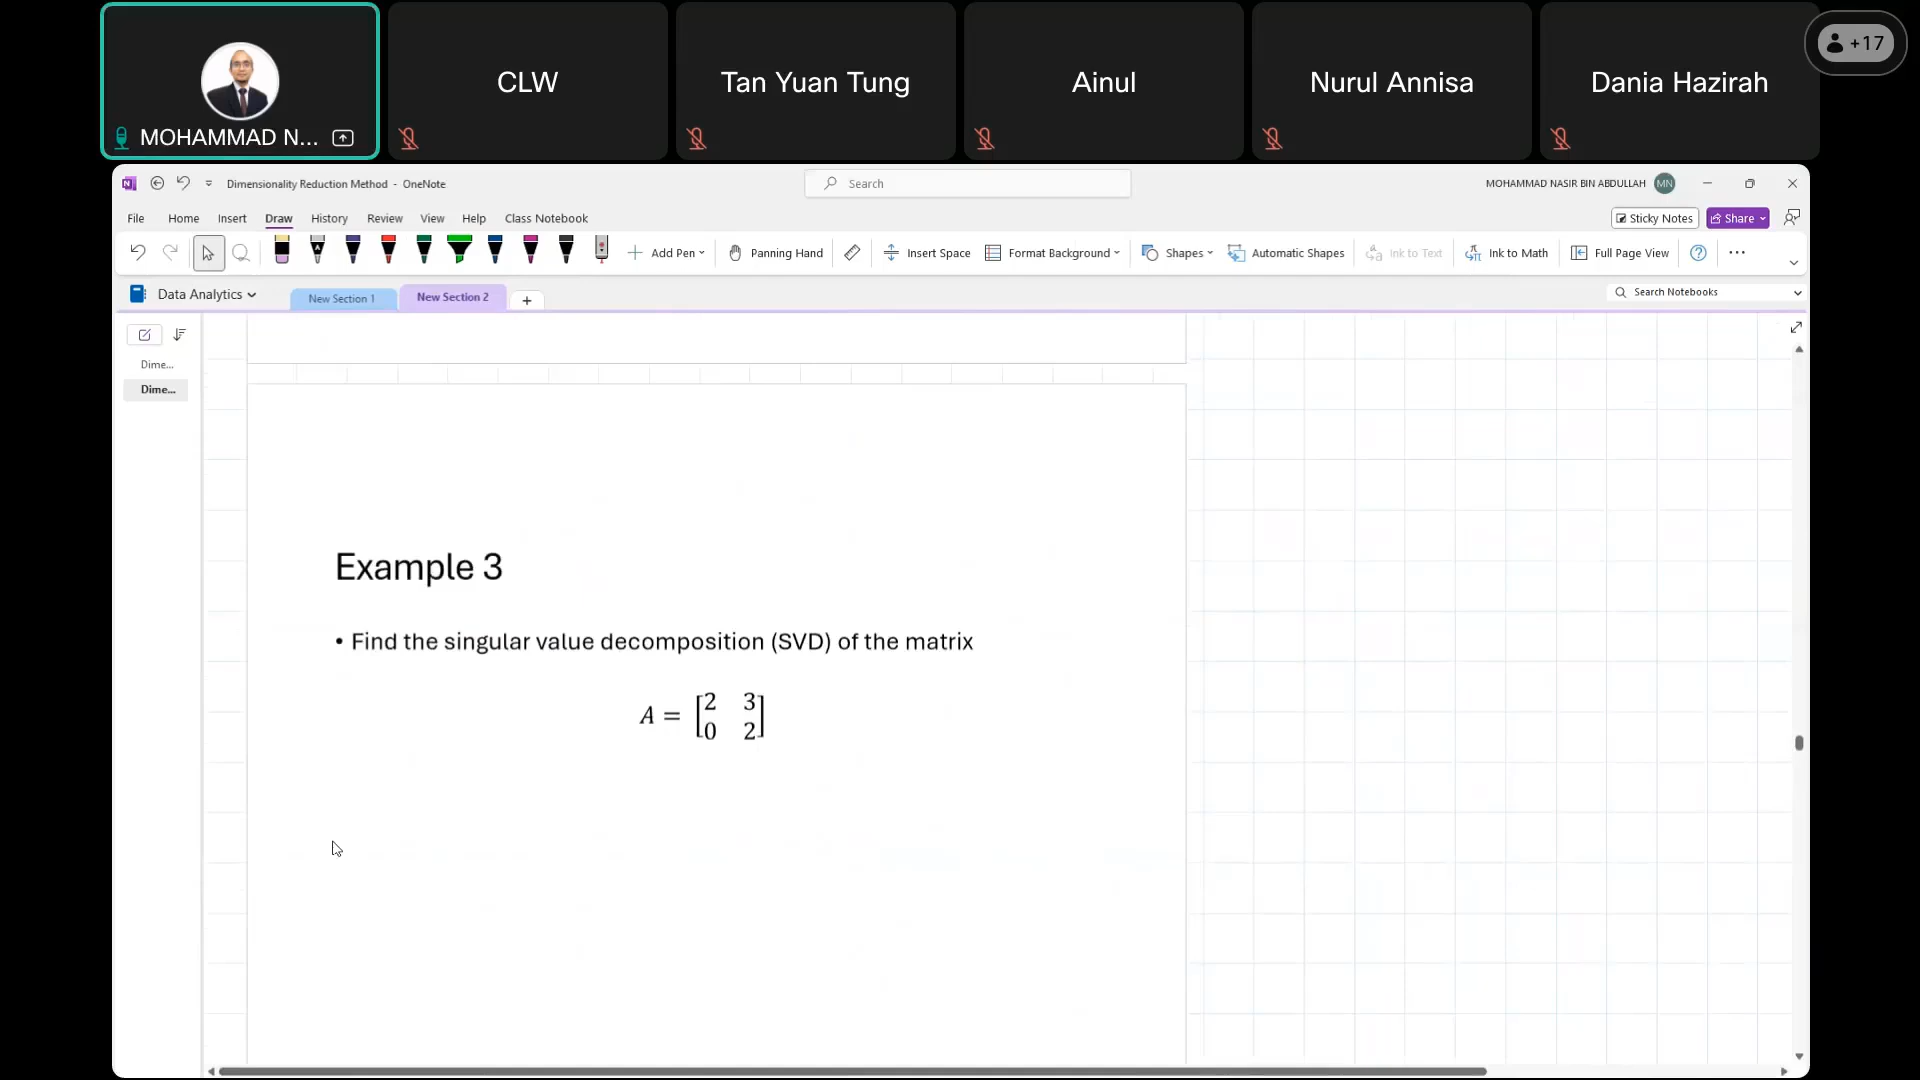 +17
MOHAMMAD N...
CLW
Tan Yuan Tung
Ainul
Nurul Annisa
Dania Hazirah
Dimensionality Reduction Method - OneNote
Search
MOHAMMAD NASIR BIN ABDULLAH
MN
File Home Insert Draw History Review View Help Class Notebook
Sticky Notes
Share
Add Pen
Panning Hand
Insert Space
Format Background
Shapes
Automatic Shapes
Ink to Text
Ink to Math
Full Page View
Data Analytics
New Section 1
New Section 2
+
Search Notebooks
Dime...
Dime...
Example 3
• Find the singular value decomposition (SVD) of the matrix
A = [2 3
0 2]